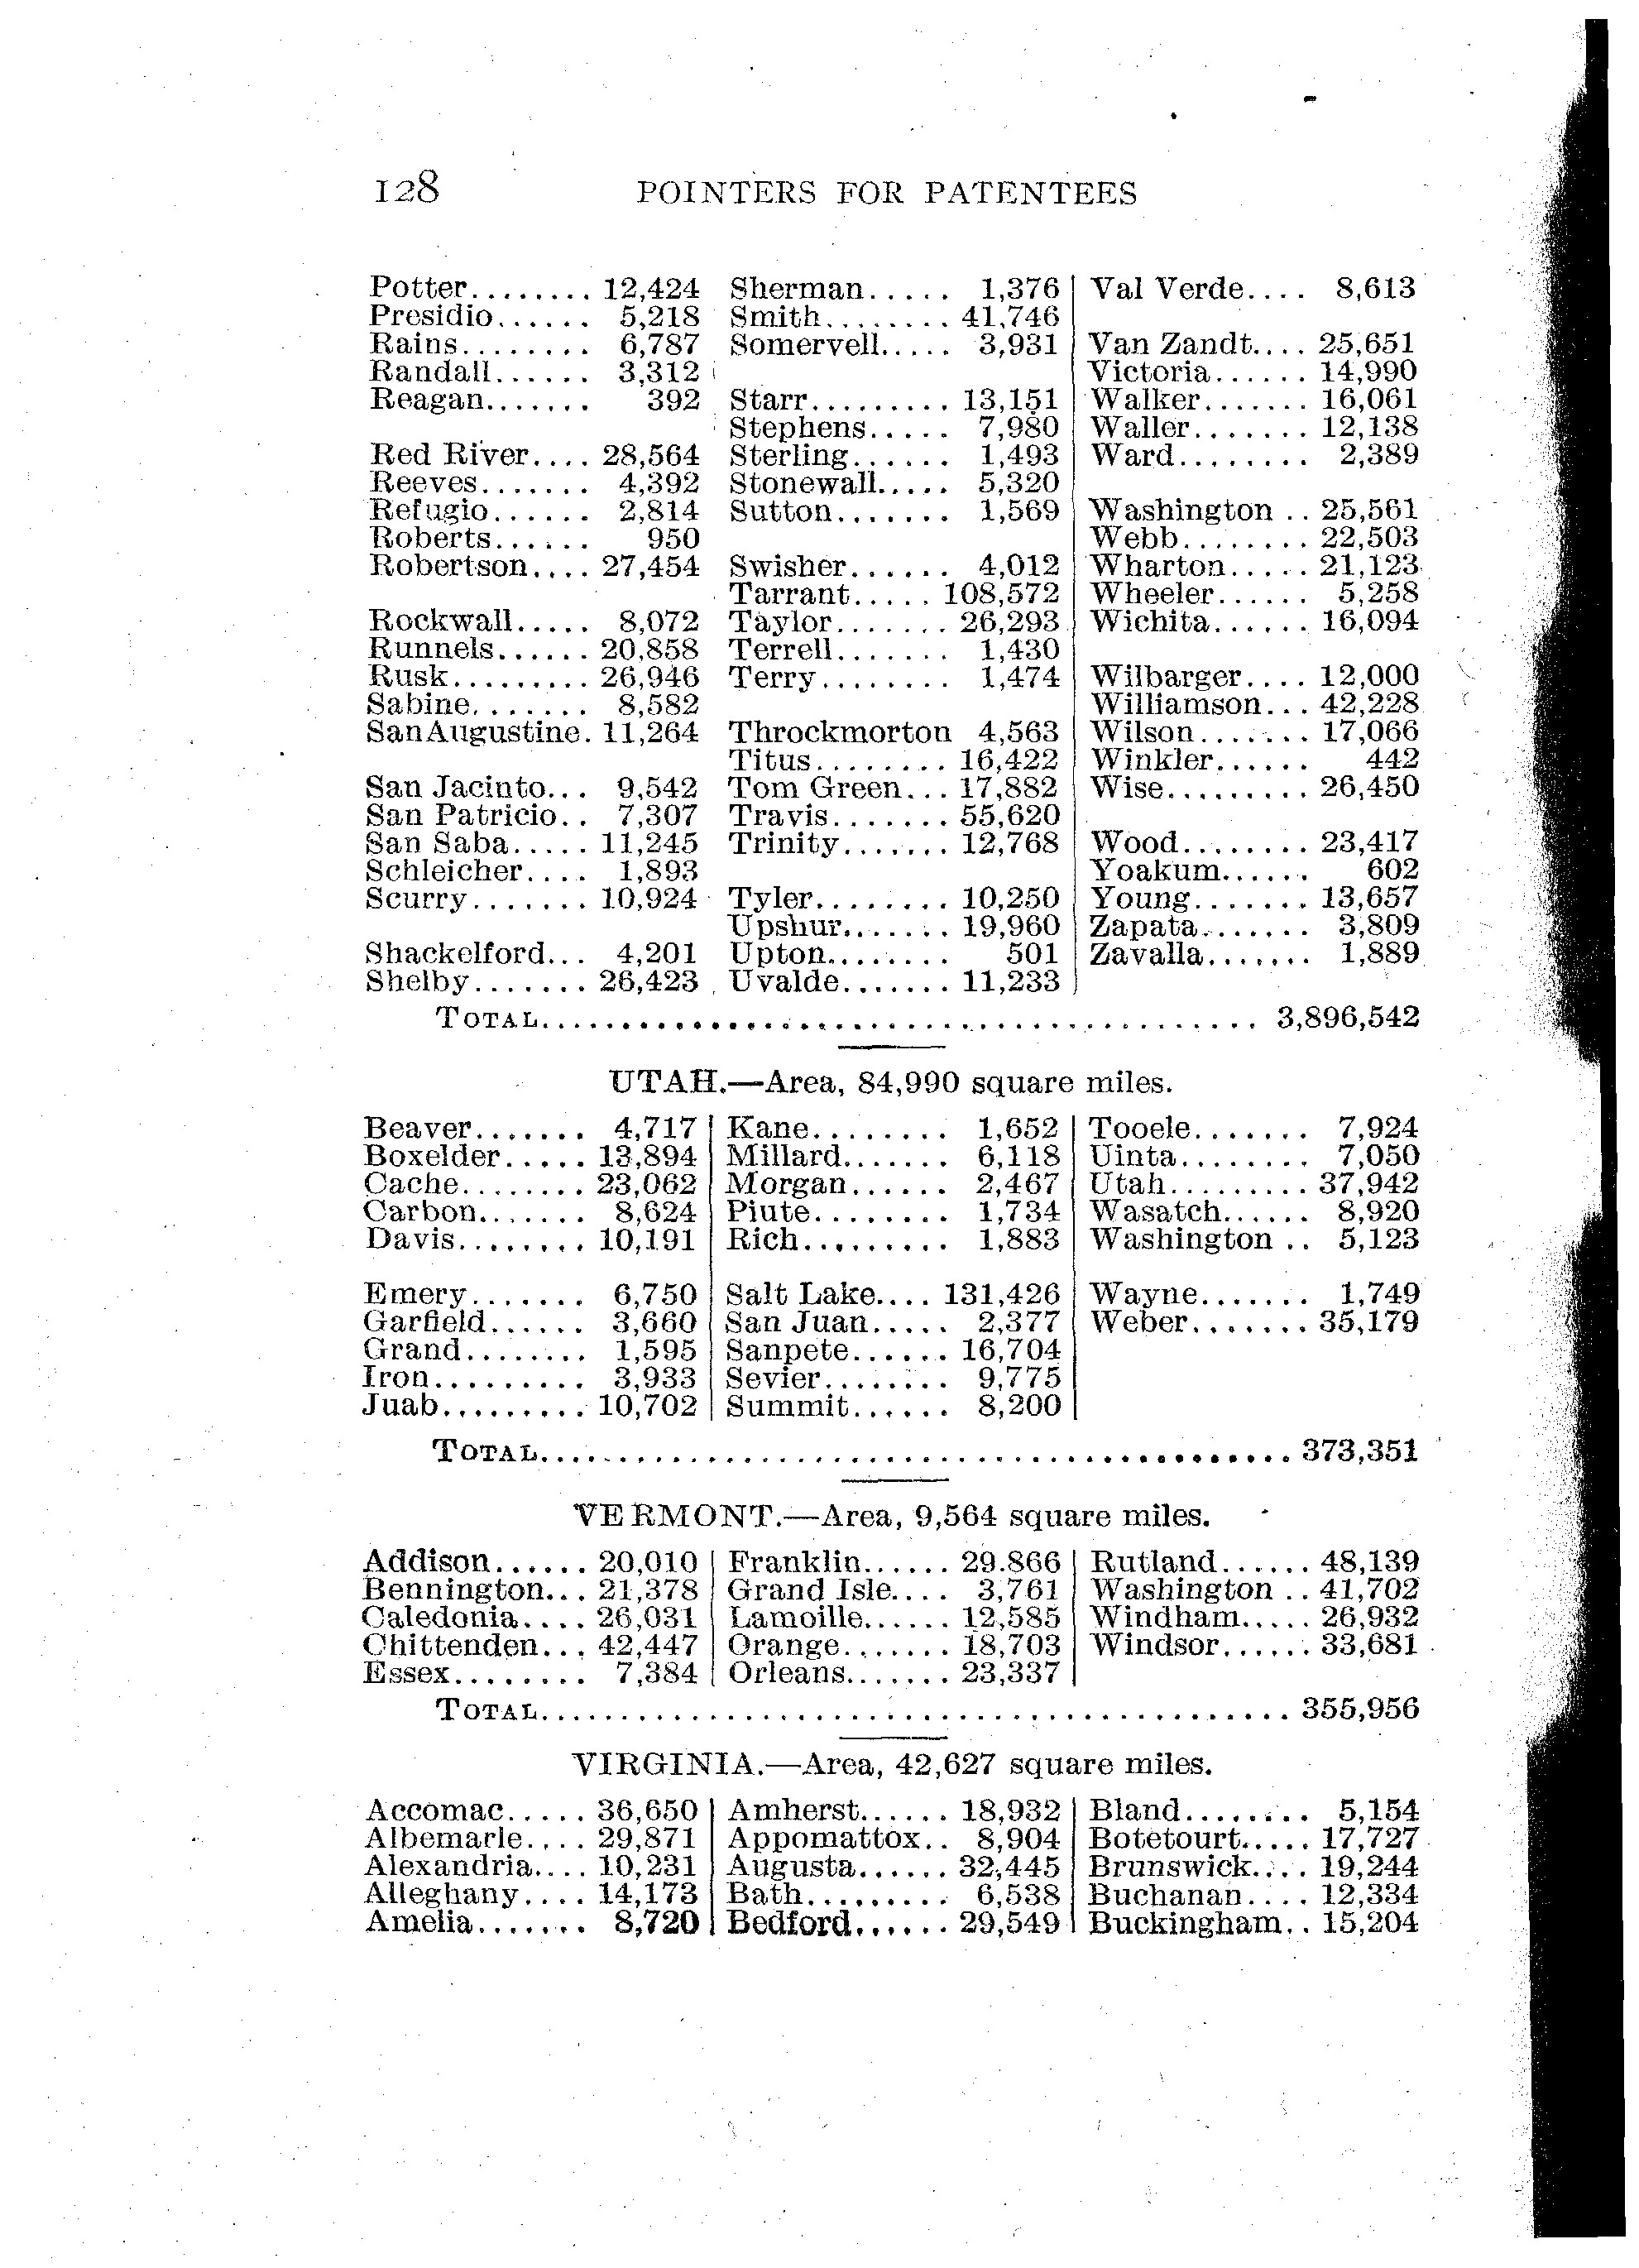 128 POINTERS FOR PATENTEES
Potter........ 12,424
Presidio...... 5,218
Rains......... 6,787
Randall...... 3,312
Reagan....... 392
Red River.... 28,564
Reeves....... 4,392
Refugio...... 2,814
Roberts...... 950
Robertson.... 27,454
Rockwall..... 8,072
Runnels...... 20,858
Rusk......... 26,946
Sabine....... 8,582
San Augustine. 11,264
San Jacinto... 9,542
San Patricio.. 7,307
San Saba..... 11,245
Schleicher.... 1,893
Scurry....... 10,924
Shackelford... 4,201
Shelby....... 26,423
Sherman..... 1,376
Smith........ 41,746
Somervell..... 3,931
Starr......... 13,151
Stephens..... 7,980
Sterling...... 1,493
Stonewall..... 5,320
Sutton....... 1,569
Swisher...... 4,012
Tarrant..... 108,572
Taylor....... 26,293
Terrell....... 1,430
Terry........ 1,474
Throckmorton 4,563
Titus........ 16,422
Tom Green... 17,882
Travis....... 55,620
Trinity....... 12,768
Tyler........ 10,250
Upshur....... 19,960
Upton........ 501
Uvalde....... 11,233
Val Verde.... 8,613
Van Zandt.... 25,651
Victoria...... 14,990
Walker....... 16,061
Waller....... 12,138
Ward........ 2,389
Washington .. 25,561
Webb........ 22,503
Wharton..... 21,123
Wheeler...... 5,258
Wichita...... 16,094
Wilbarger.... 12,000
Williamson... 42,228
Wilson....... 17,066
Winkler...... 442
Wise......... 26,450
Wood........ 23,417
Yoakum...... 602
Young....... 13,657
Zapata....... 3,809
Zavalla....... 1,889
TOTAL........................................ 3,896,542
UTAH.—Area, 84,990 square miles.
Beaver....... 4,717
Boxelder..... 13,894
Cache........ 23,062
Carbon....... 8,624
Davis........ 10,191
Emery....... 6,750
Garfield...... 3,660
Grand........ 1,595
Iron.......... 3,933
Juab......... 10,702
Kane......... 1,652
Millard....... 6,118
Morgan...... 2,467
Piute......... 1,734
Rich.......... 1,883
Salt Lake.... 131,426
San Juan..... 2,377
Sanpete...... 16,704
Sevier........ 9,775
Summit...... 8,200
Tooele....... 7,924
Uinta........ 7,050
Utah......... 37,942
Wasatch...... 8,920
Washington .. 5,123
Wayne....... 1,749
Weber....... 35,179
TOTAL.......................................... 373,351
VERMONT.—Area, 9,564 square miles.
Addison...... 20,010
Bennington... 21,378
Caledonia.... 26,031
Chittenden... 42,447
Essex........ 7,384
Franklin...... 29.866
Grand Isle.... 3,761
Lamoille...... 12,585
Orange....... 18,703
Orleans....... 23,337
Rutland...... 48,139
Washington .. 41,702
Windham..... 26,932
Windsor...... 33,681
TOTAL.......................................... 355,956
VIRGINIA.—Area, 42,627 square miles.
Accomac..... 36,650
Albemarle.... 29,871
Alexandria.... 10,231
Alleghany.... 14,173
Amelia....... 8,720
Amherst...... 18,932
Appomattox.. 8,904
Augusta...... 32,445
Bath......... 6,538
Bedford...... 29,549
Bland........ 5,154
Botetourt..... 17,727
Brunswick.... 19,244
Buchanan.... 12,334
Buckingham.. 15,204